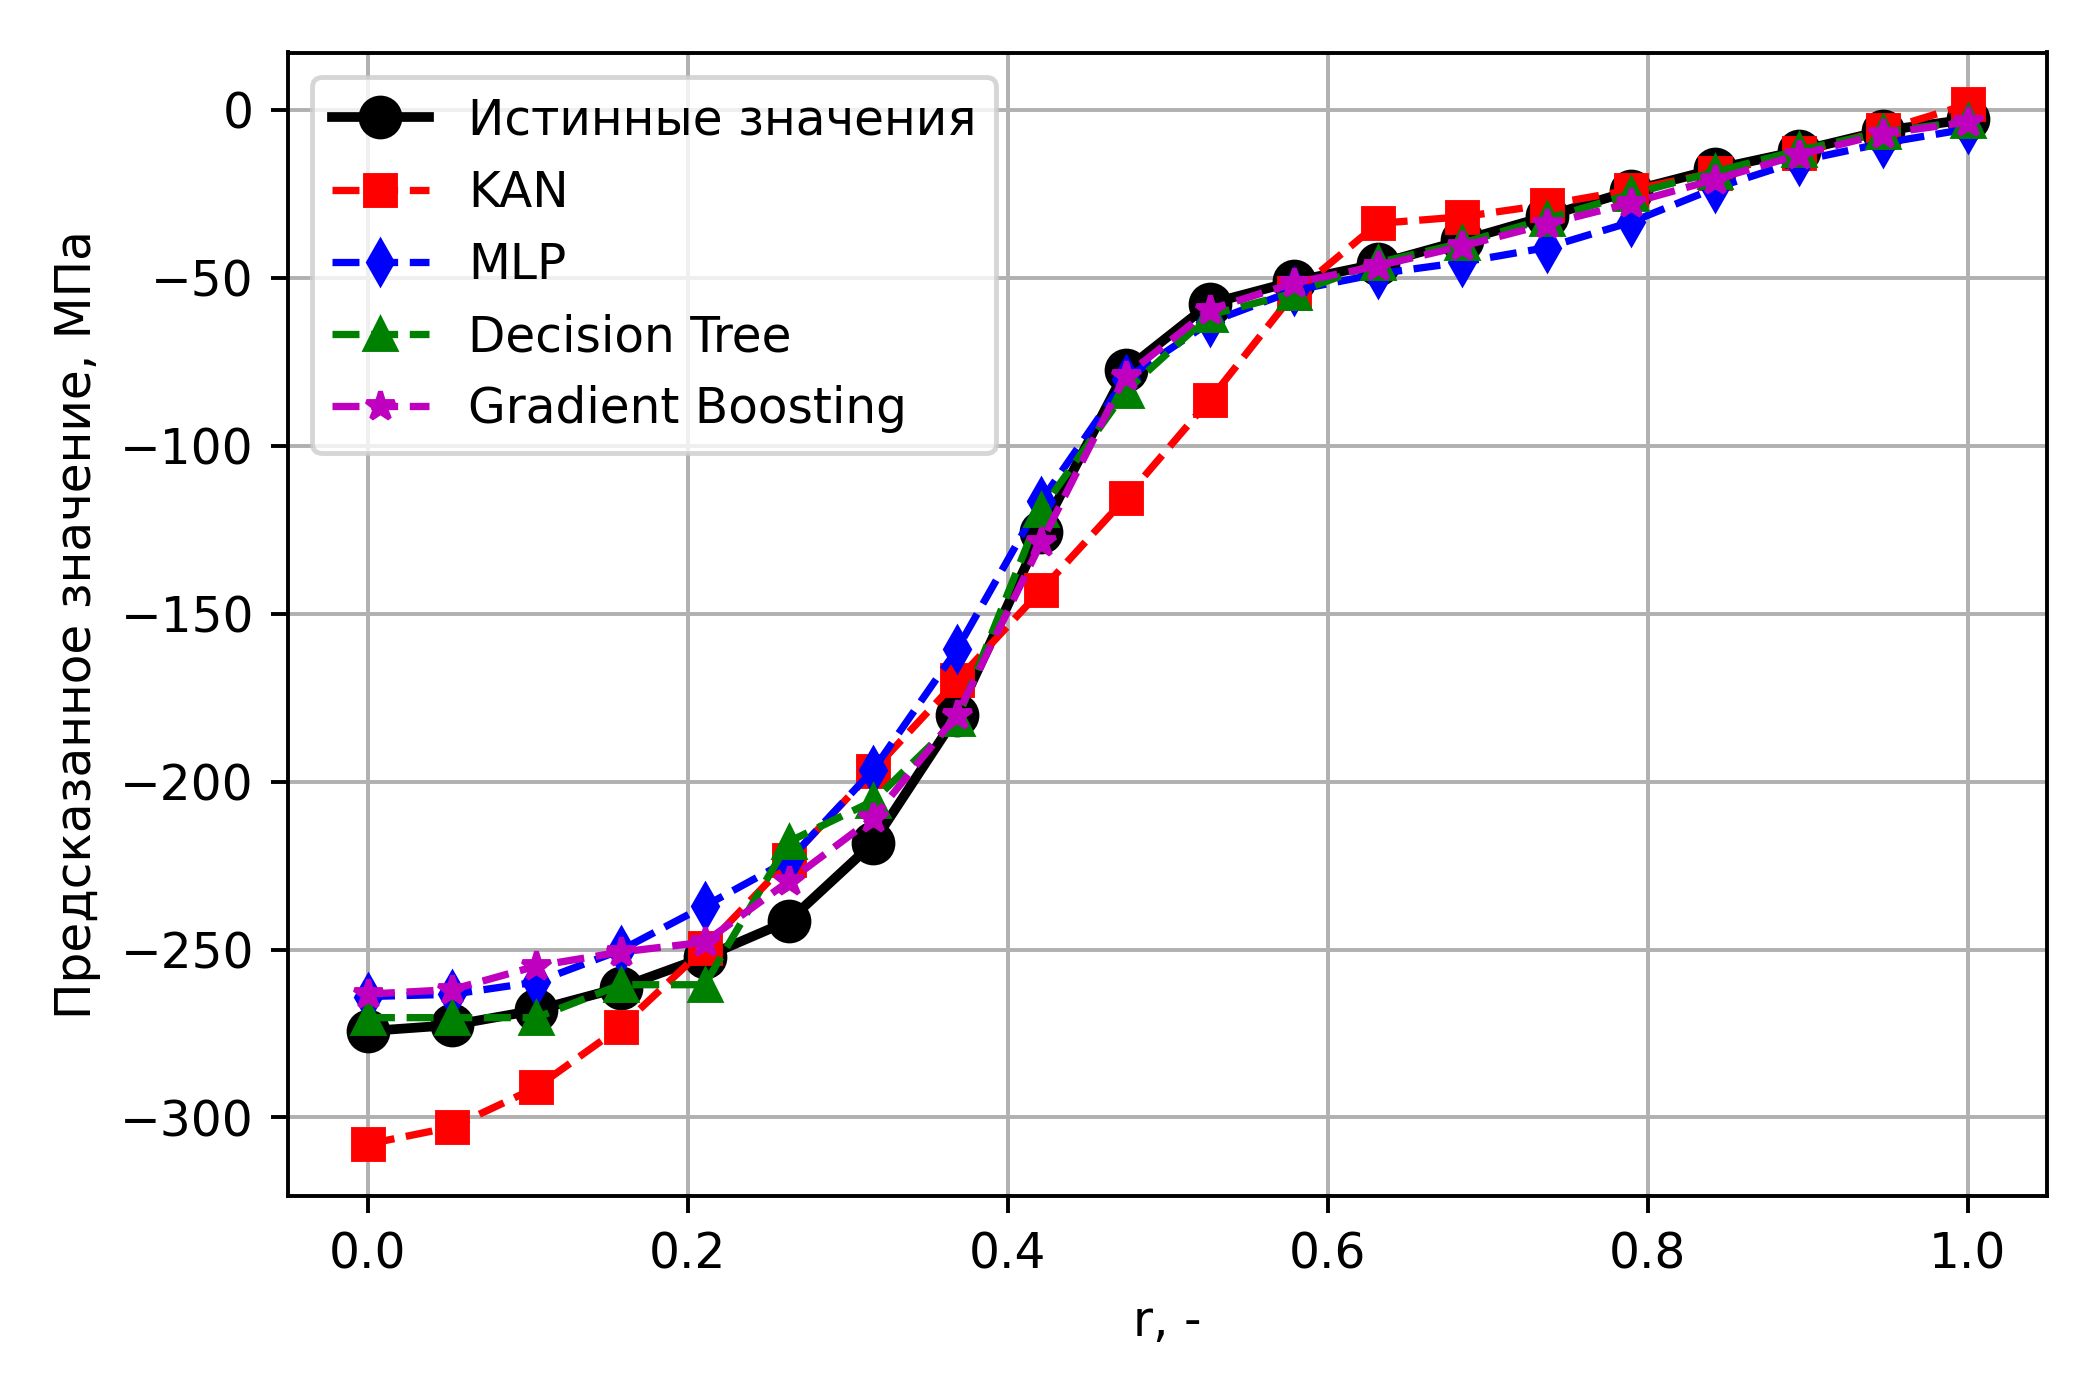 Истинные значения
KAN
MLP
Decision Tree
Gradient Boosting
Предсказанное значение, МПа
0
−50
−100
−150
−200
−250
−300
0.0 0.2 0.4 0.6 0.8 1.0
r, -